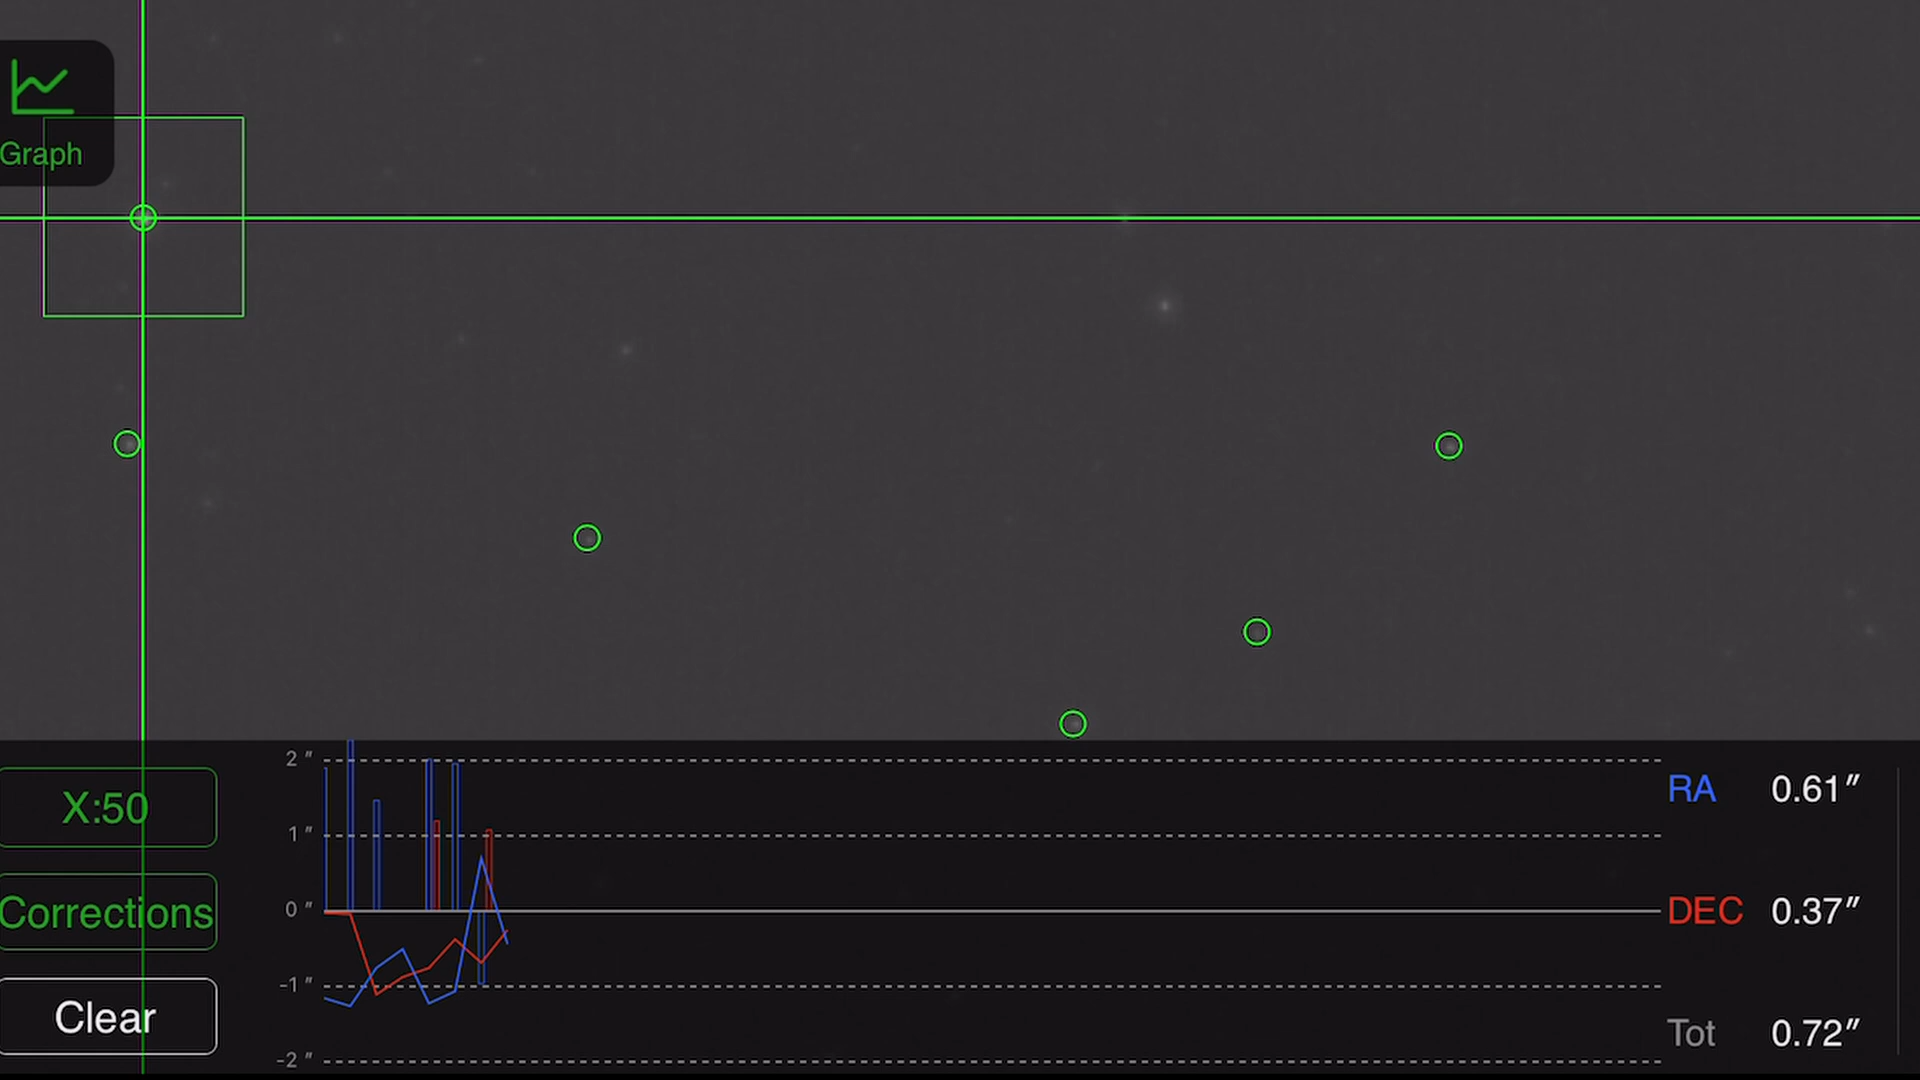 Graph
X:50
Corrections
Clear
2 ″
1 ″
0 ″
-1 ″
-2 ″
RA 0.61″
DEC 0.37″
Tot 0.72″